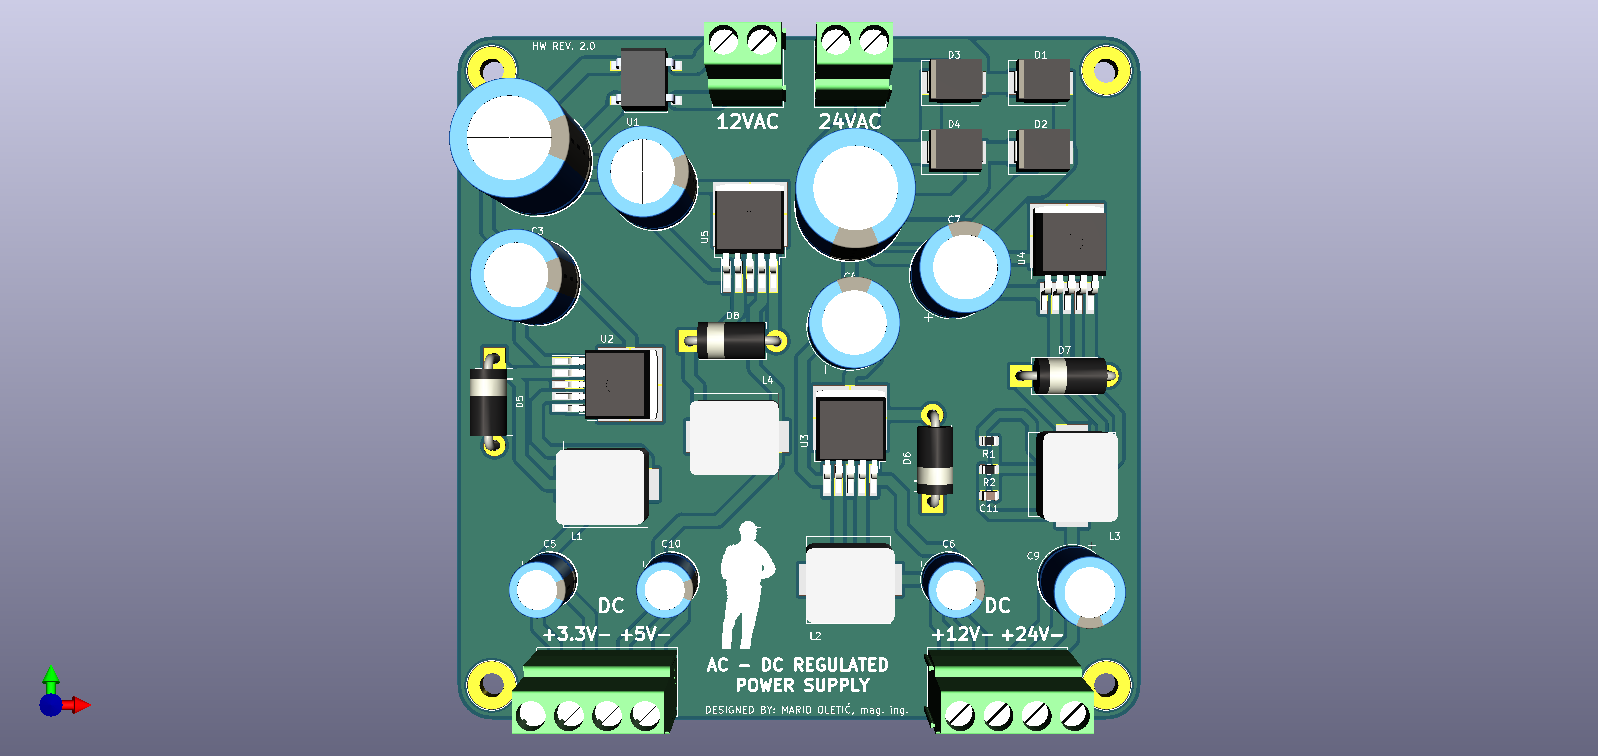 HW REV. 2.0
D3
D1
12VAC
24VAC
U1
D4
D2
C7
C3
U5
U4
+
D8
U2
D7
L4
D5
U3
D6
R1
R2
C11
L1
L3
C5
C10
C6
C9
DC
DC
+3.3V- +5V-
+12V- +24V-
L2
AC - DC REGULATED
POWER SUPPLY
DESIGNED BY: MARIO OLETIĆ, mag. ing.